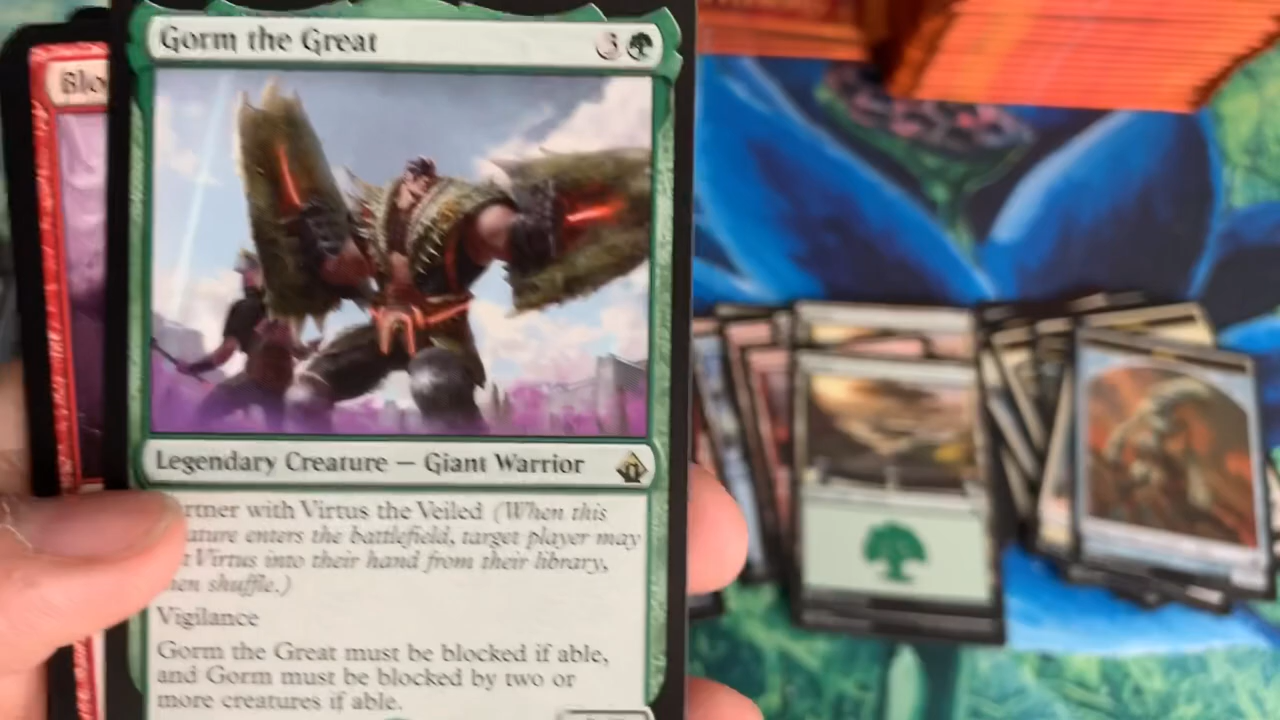 Gorm the Great 3
Blo
Legendary Creature — Giant Warrior
rtner with Virtus the Veiled (When this
ature enters the battlefield, target player may
t Virtus into their hand from their library,
hen shuffle.)
Vigilance
Gorm the Great must be blocked if able,
and Gorm must be blocked by two or
more creatures if able.